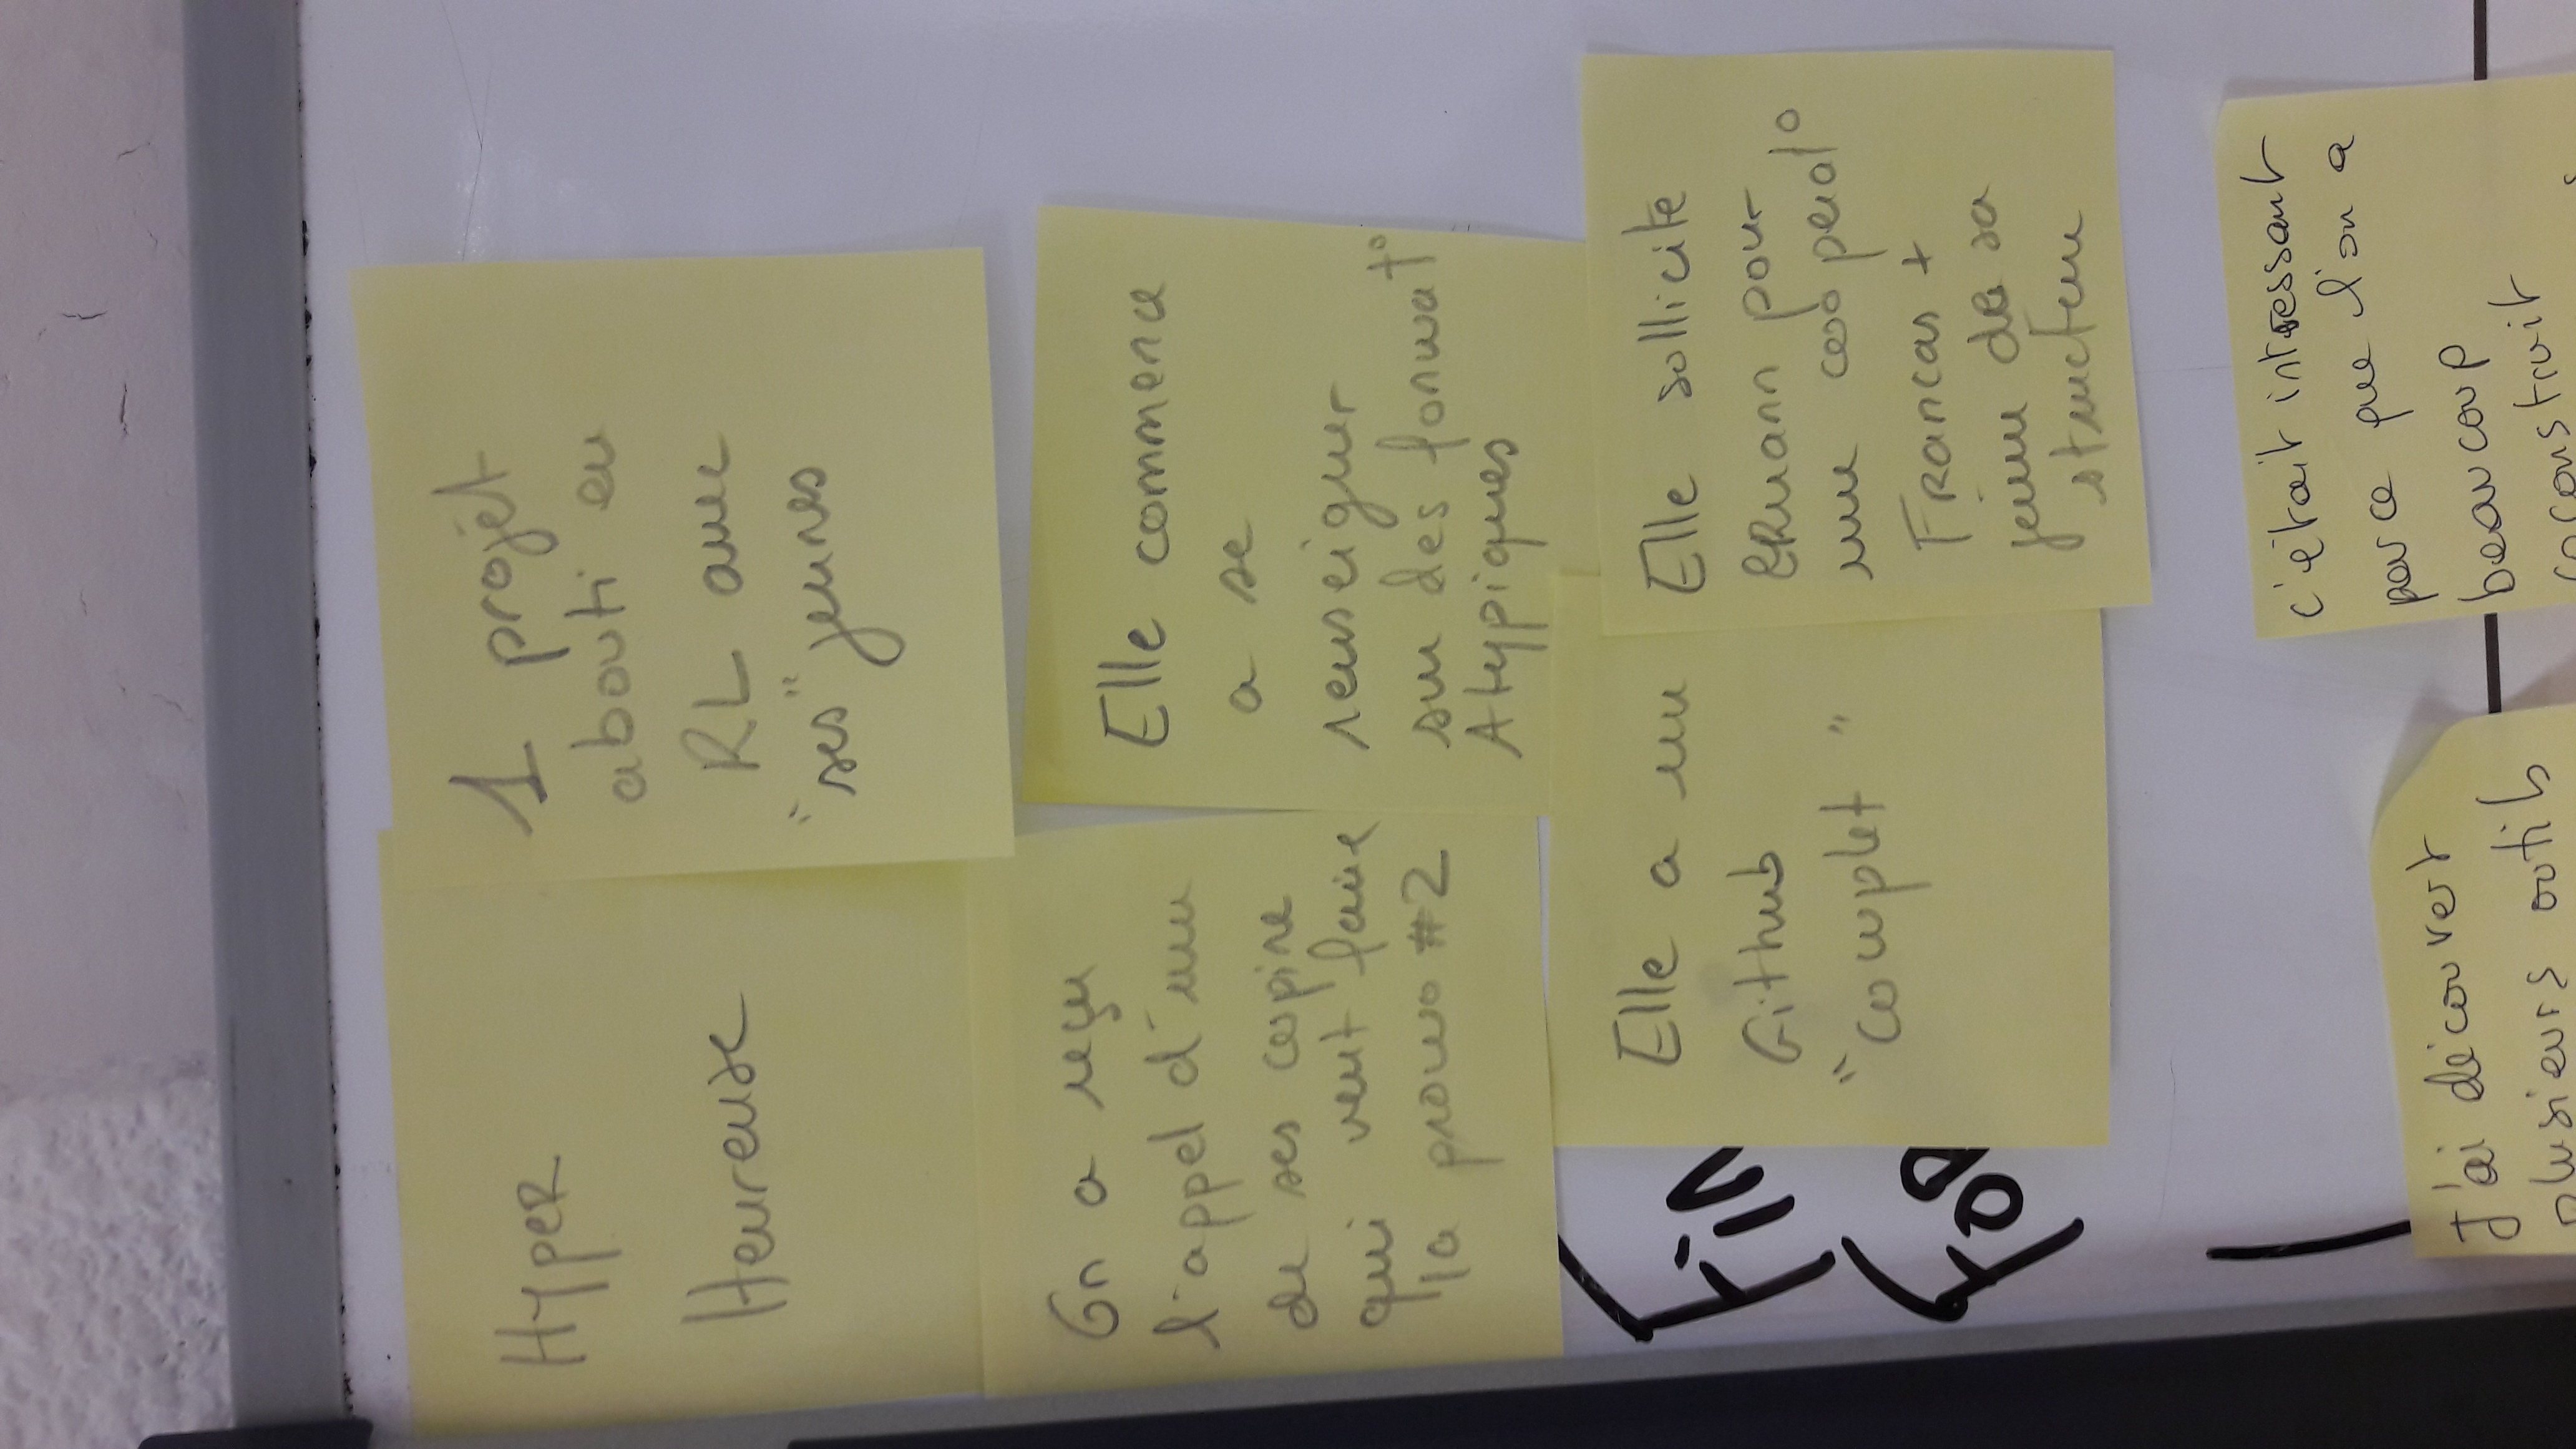 Hyper
Heureuse
1 projet
abouti en
RL avec
"ses" jeunes
On a reçu
l'appel d'un
de ses copine
qui veut faire
la promo #2
Elle commence
a se
renseigner
sur des format°
Atypiques
Fin
For
Elle a un
Github
"complet"
Elle sollicite
ERwann pour
une coopérat°
Francas +
jeune de sa
structure
J'ai découvert
plusieurs outils
c'était intéressant
parce que l'on a
beaucoup
coconstruit